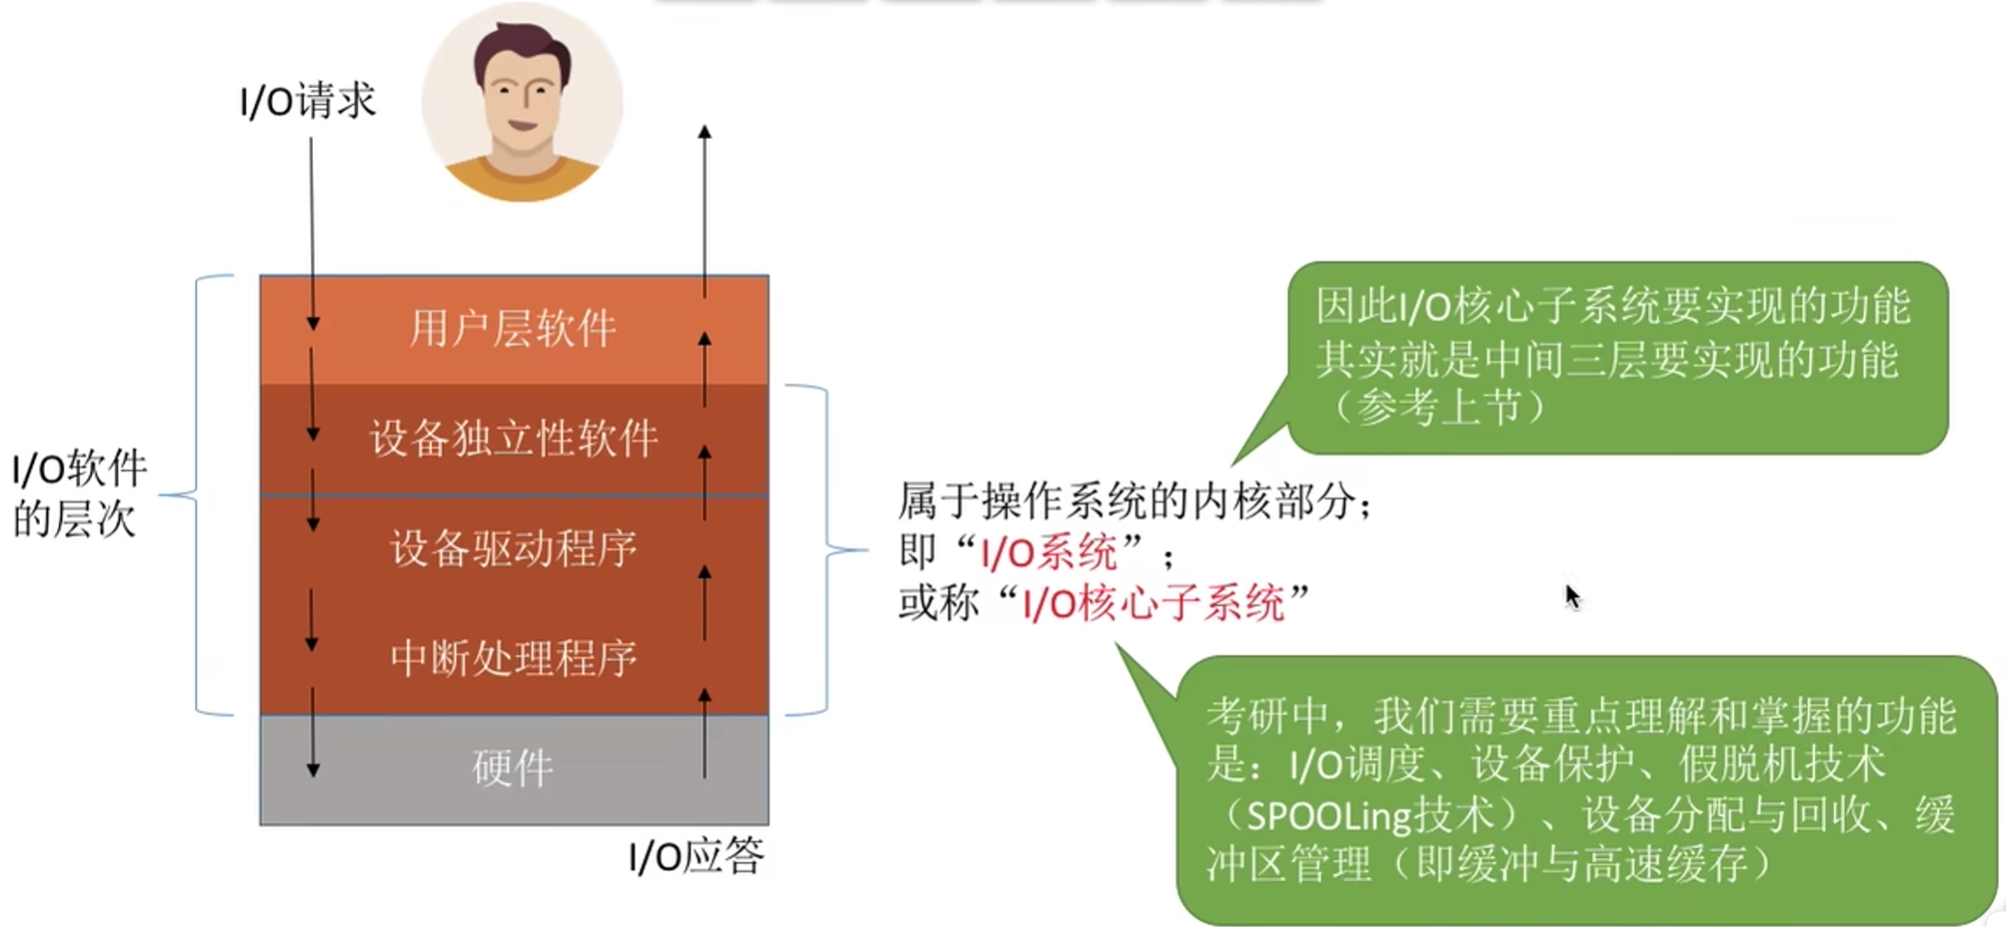 I/O请求
I/O软件
的层次
用户层软件
设备独立性软件
设备驱动程序
中断处理程序
硬件
I/O应答
属于操作系统的内核部分；
即“I/O系统”；
或称“I/O核心子系统”
因此I/O核心子系统要实现的功能
其实就是中间三层要实现的功能
（参考上节）
考研中，我们需要重点理解和掌握的功能
是：I/O调度、设备保护、假脱机技术
（SPOOLing技术）、设备分配与回收、缓
冲区管理（即缓冲与高速缓存）